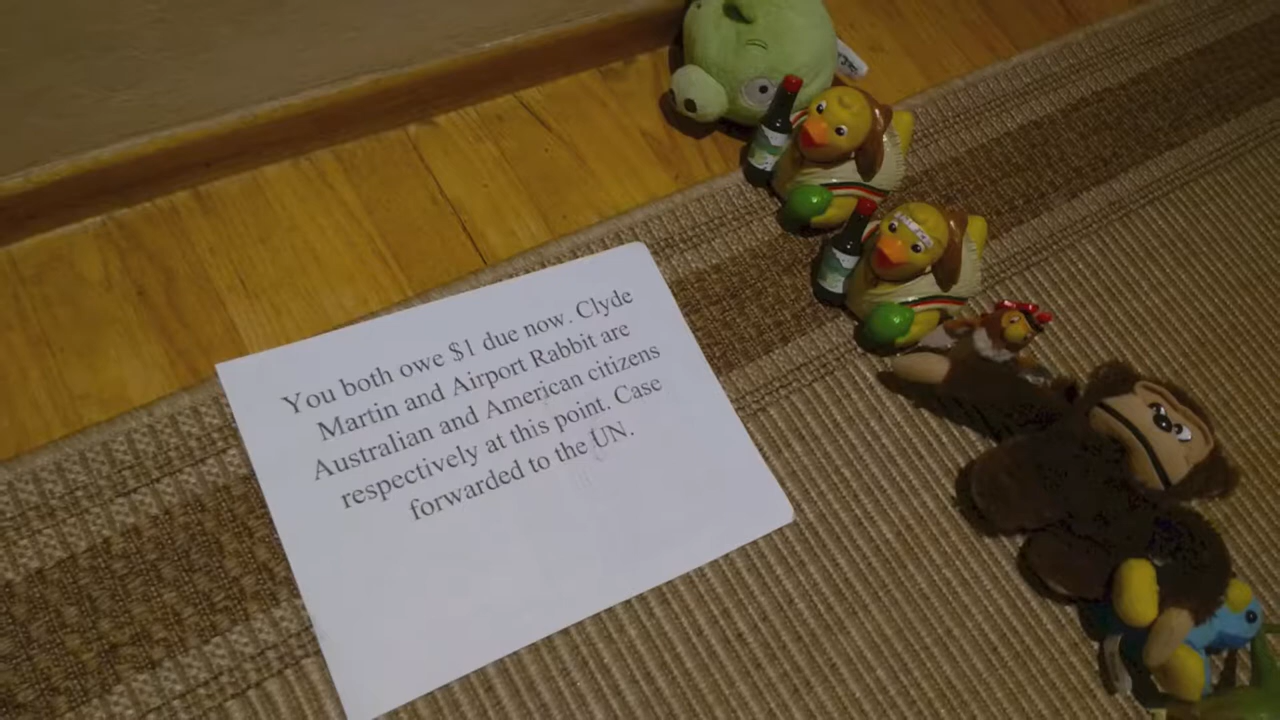 You both owe $1 due now. Clyde
Martin and Airport Rabbit are
Australian and American citizens
respectively at this point. Case
forwarded to the UN.